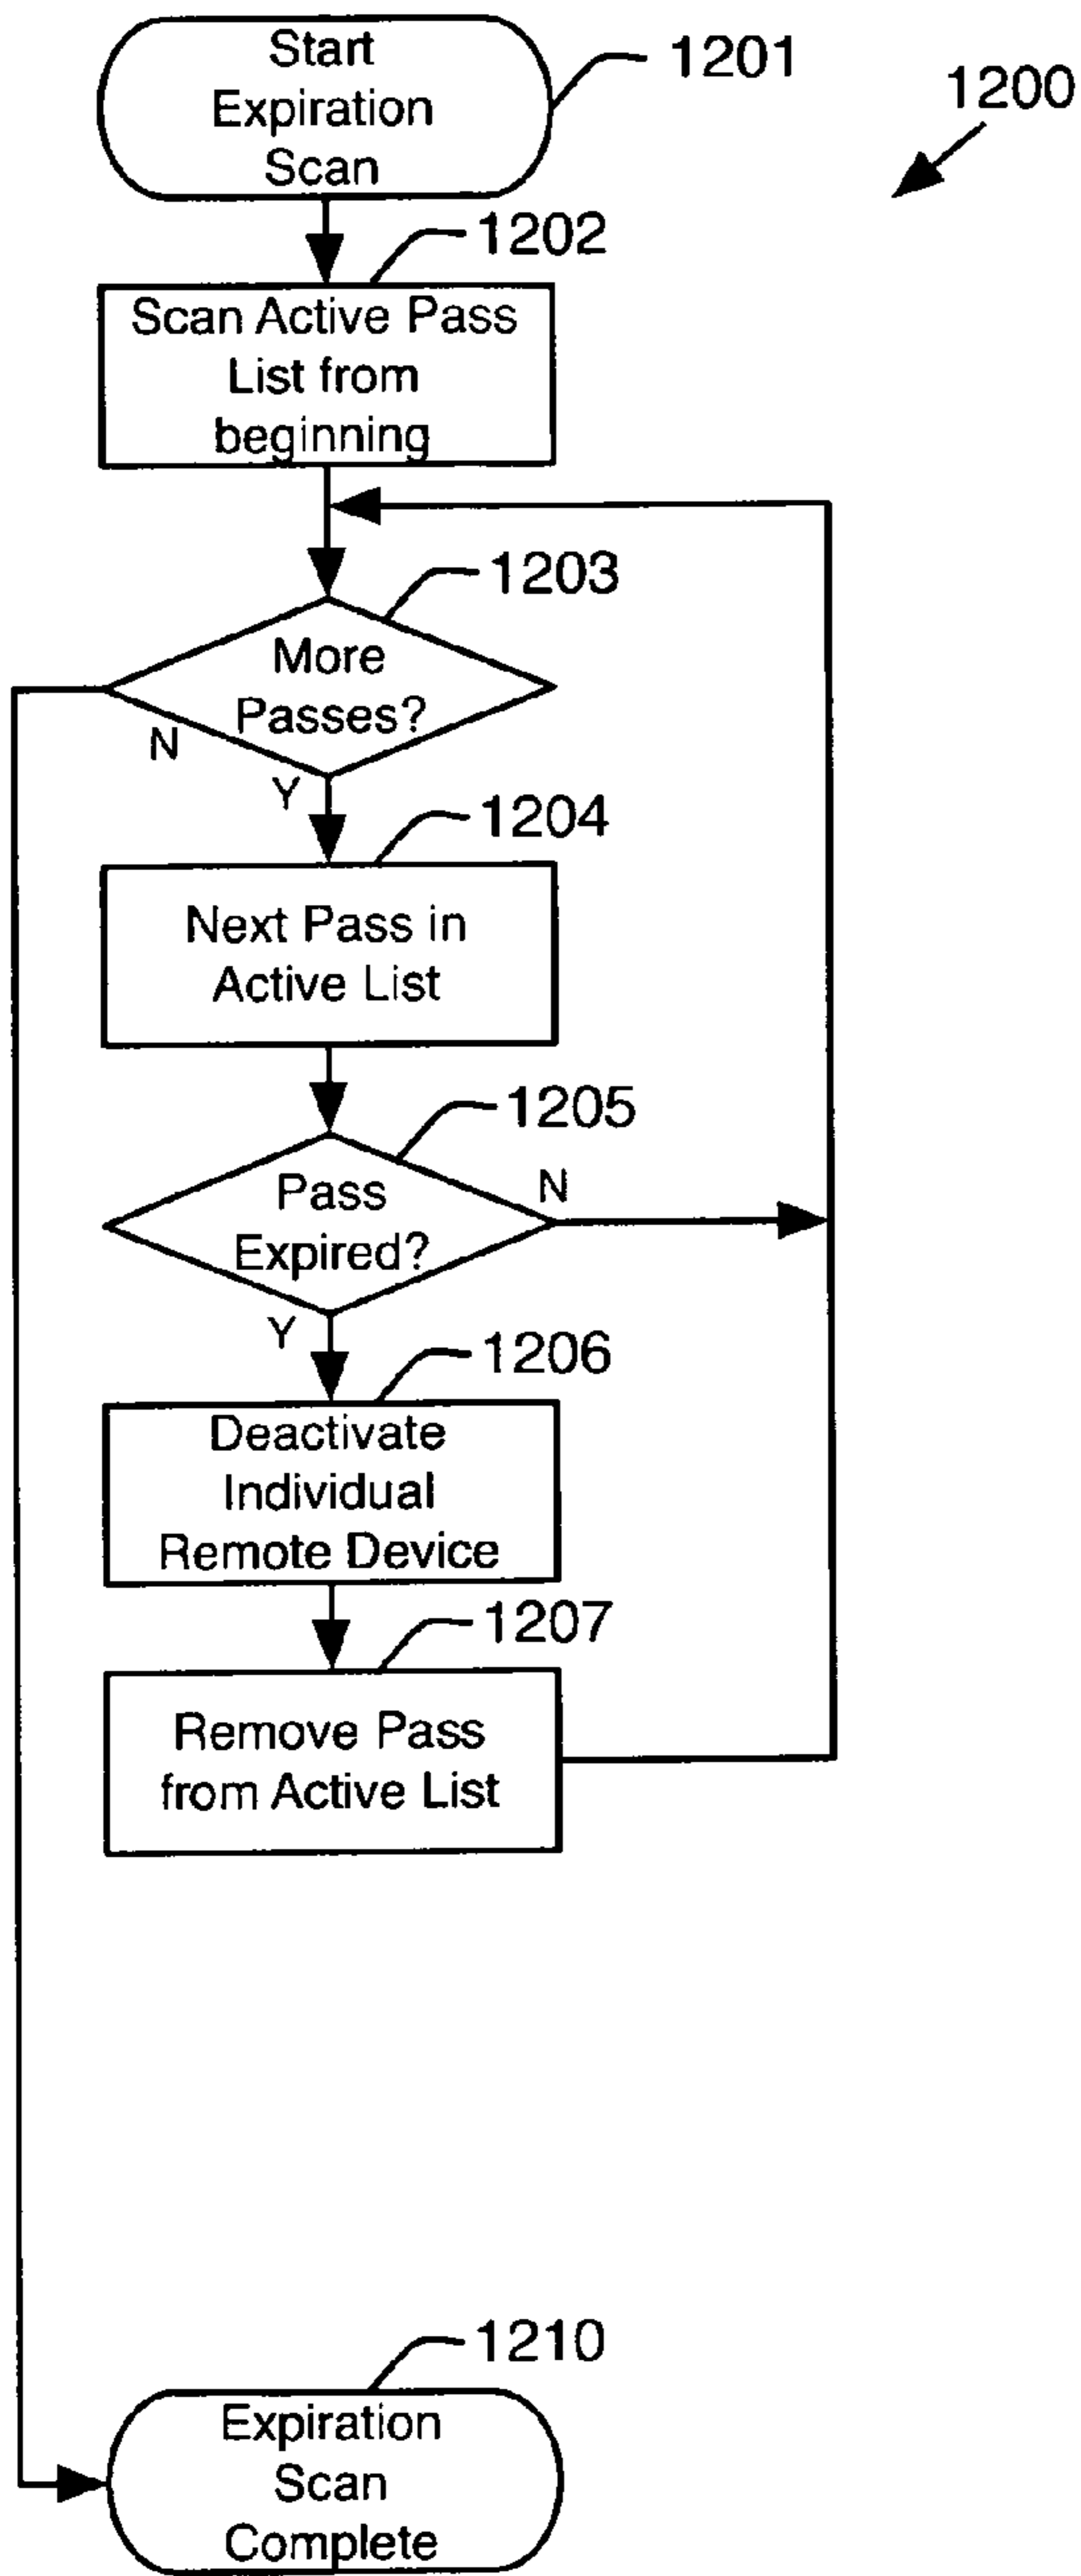 Start
Expiration
Scan
1201
1200
1202
Scan Active Pass
List from
beginning
1203
More
Passes?
N
Y
1204
Next Pass in
Active List
1205
Pass
Expired?
N
Y
1206
Deactivate
Individual
Remote Device
1207
Remove Pass
from Active List
1210
Expiration
Scan
Complete